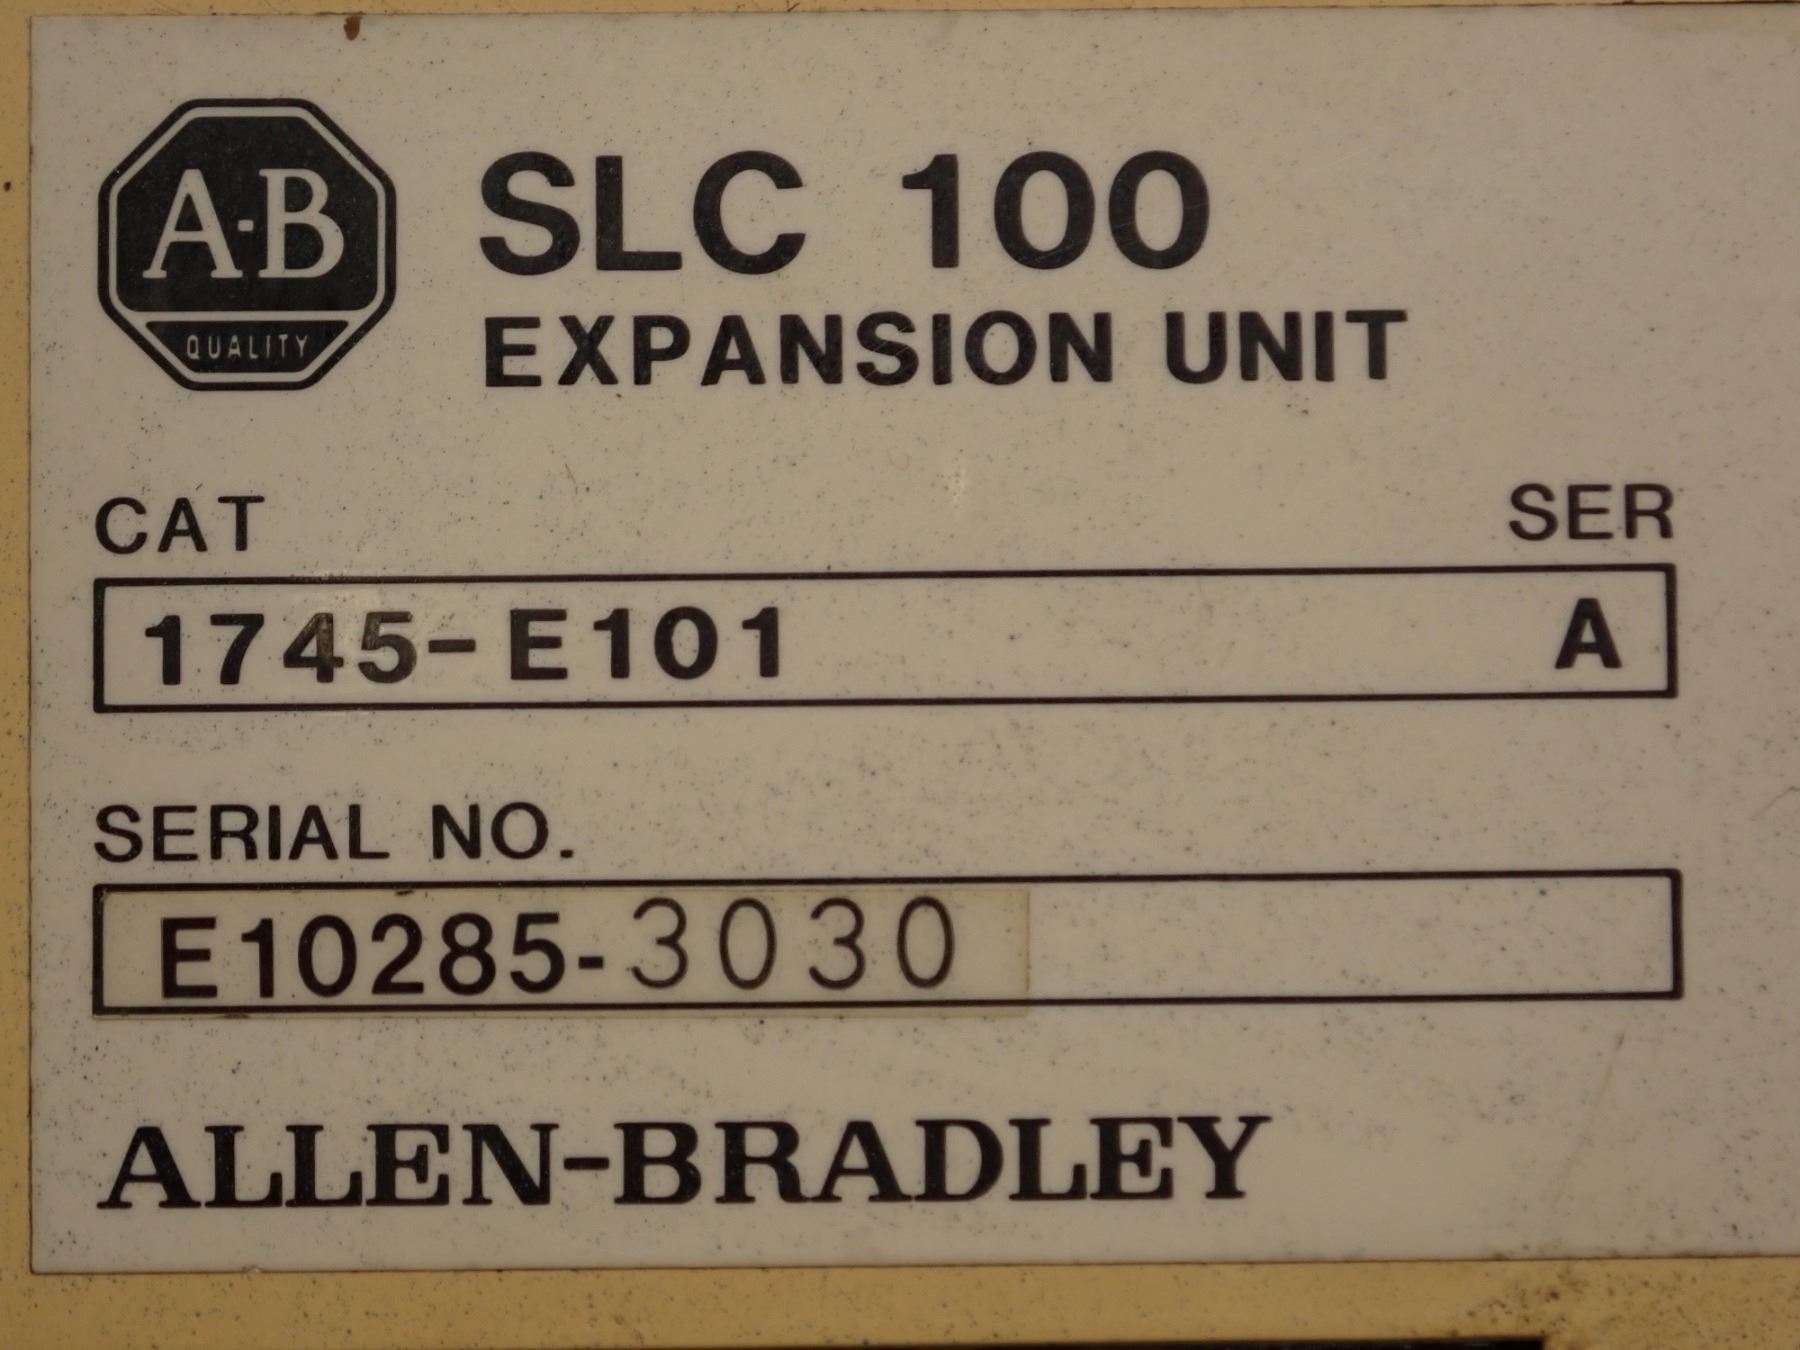 A-B
QUALITY
SLC 100
EXPANSION UNIT
CAT SER
1745-E101 A
SERIAL NO.
E10285-3030
ALLEN-BRADLEY